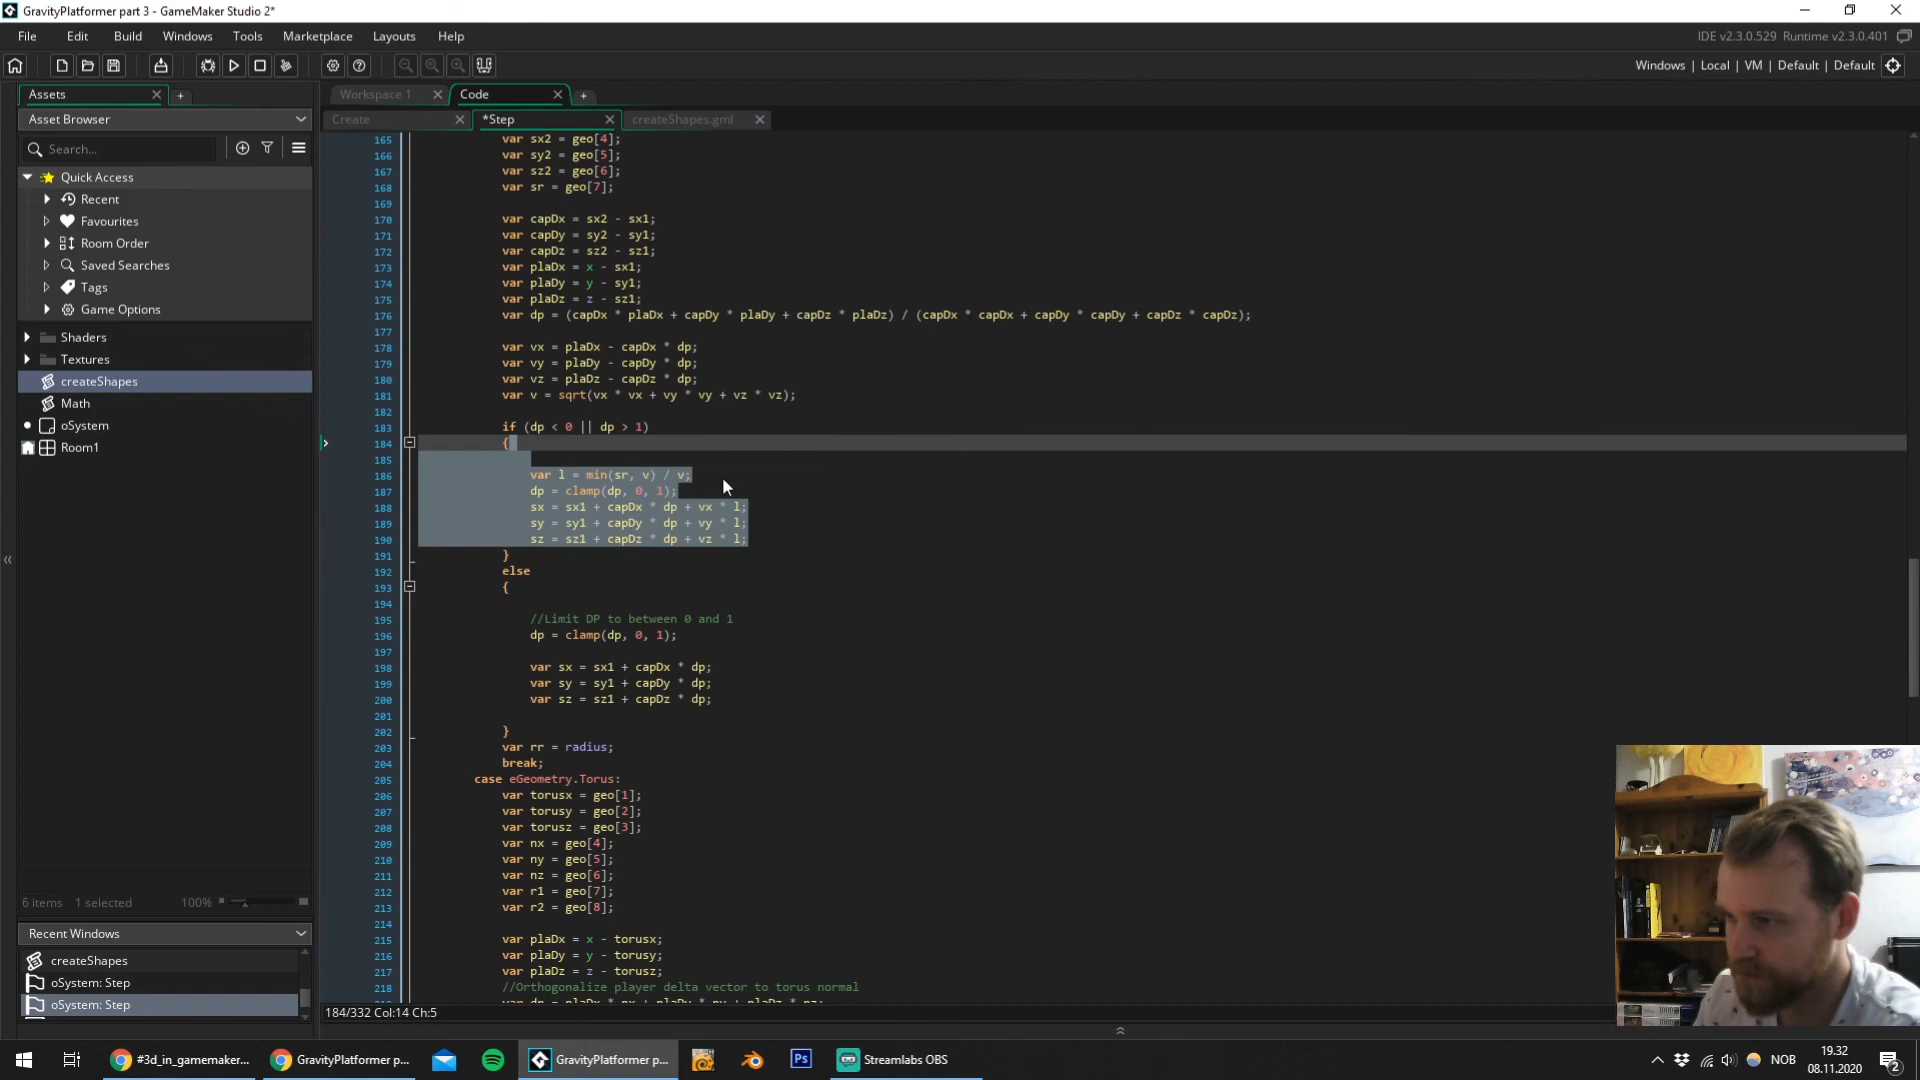 GravityPlatformer part 3 - GameMaker Studio 2*
File Edit Build Windows Tools Marketplace Layouts Help
IDE v2.3.0.529 Runtime v2.3.0.401
Windows | Local | VM | Default | Default
Assets
Workspace 1
Code
Asset Browser
Create
*Step
createShapes.gml
Search...
Quick Access
Recent
Favourites
Room Order
Saved Searches
Tags
Game Options
Shaders
Textures
createShapes
Math
oSystem
Room1
6 items 1 selected 100%
Recent Windows
createShapes
oSystem: Step
oSystem: Step
165 var sx2 = geo[4];
166 var sy2 = geo[5];
167 var sz2 = geo[6];
168 var sr = geo[7];
169
170 var capDx = sx2 - sx1;
171 var capDy = sy2 - sy1;
172 var capDz = sz2 - sz1;
173 var plaDx = x - sx1;
174 var plaDy = y - sy1;
175 var plaDz = z - sz1;
176 var dp = (capDx * plaDx + capDy * plaDy + capDz * plaDz) / (capDx * capDx + capDy * capDy + capDz * capDz);
177
178 var vx = plaDx - capDx * dp;
179 var vy = plaDy - capDy * dp;
180 var vz = plaDz - capDz * dp;
181 var v = sqrt(vx * vx + vy * vy + vz * vz);
182
183 if (dp < 0 || dp > 1)
184 {
185
186 var l = min(sr, v) / v;
187 dp = clamp(dp, 0, 1);
188 sx = sx1 + capDx * dp + vx * l;
189 sy = sy1 + capDy * dp + vy * l;
190 sz = sz1 + capDz * dp + vz * l;
191 }
192 else
193 {
194
195 //Limit DP to between 0 and 1
196 dp = clamp(dp, 0, 1);
197
198 var sx = sx1 + capDx * dp;
199 var sy = sy1 + capDy * dp;
200 var sz = sz1 + capDz * dp;
201
202 }
203 var rr = radius;
204 break;
205 case eGeometry.Torus:
206 var torusx = geo[1];
207 var torusy = geo[2];
208 var torusz = geo[3];
209 var nx = geo[4];
210 var ny = geo[5];
211 var nz = geo[6];
212 var r1 = geo[7];
213 var r2 = geo[8];
214
215 var plaDx = x - torusx;
216 var plaDy = y - torusy;
217 var plaDz = z - torusz;
218 //Orthogonalize player delta vector to torus normal
var dp = plaDx * nx + plaDy * ny + plaDz * nz;
184/332 Col:14 Ch:5
#3d_in_gamemaker...
GravityPlatformer p...
GravityPlatformer p...
Ps
Streamlabs OBS
NOB
19.32
08.11.2020
2